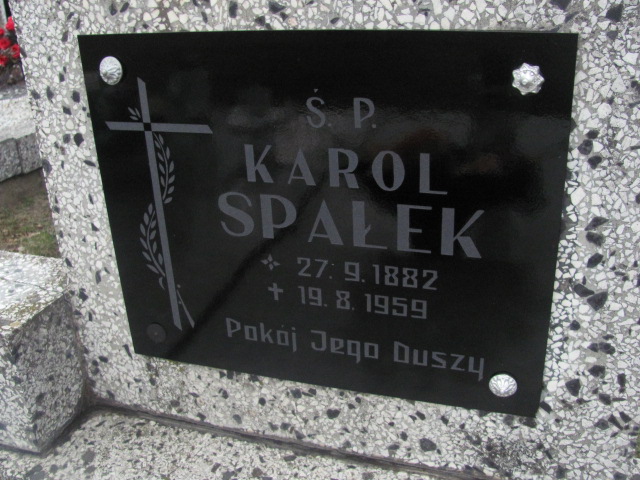 Ś. P.
KAROL
SPAŁEK
27. 9. 1882
✝ 19. 8. 1959
Pokój Jego Duszy